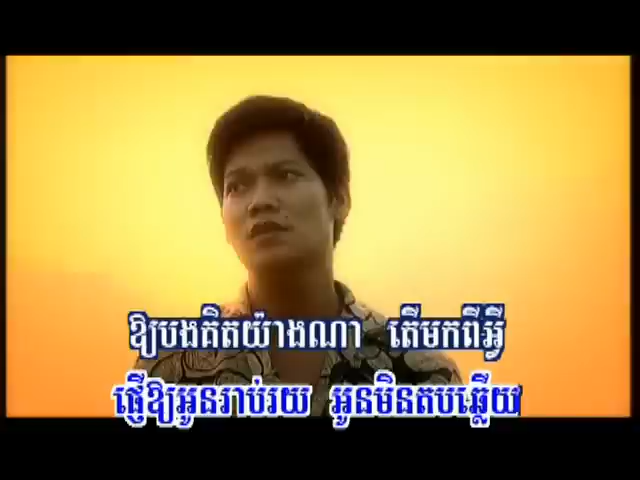 ឱ្យបងគិតយ៉ាងណា តើមកពីអ្វី
ផ្ញើឱ្យអូនរាប់រយ អូនមិនតបឆ្លើយ